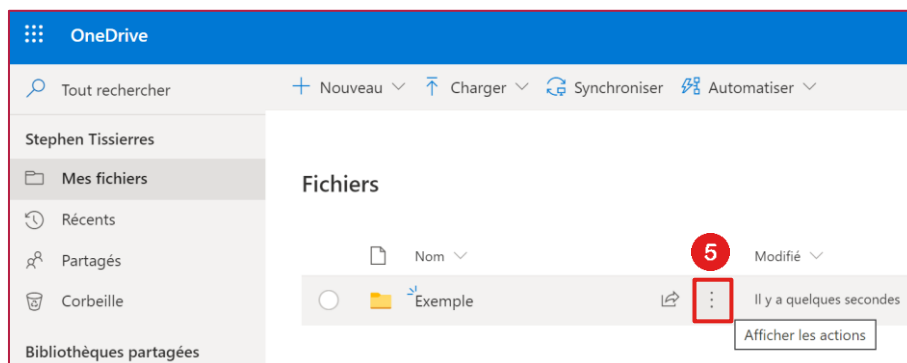 OneDrive
Tout rechercher
Nouveau
Charger
Synchroniser
Automatiser
Stephen Tissierres
Mes fichiers
Fichiers
Récents
Partagés
Nom
5
Modifié
Corbeille
Exemple
Il y a quelques secondes
Afficher les actions
Bibliothèques partagées